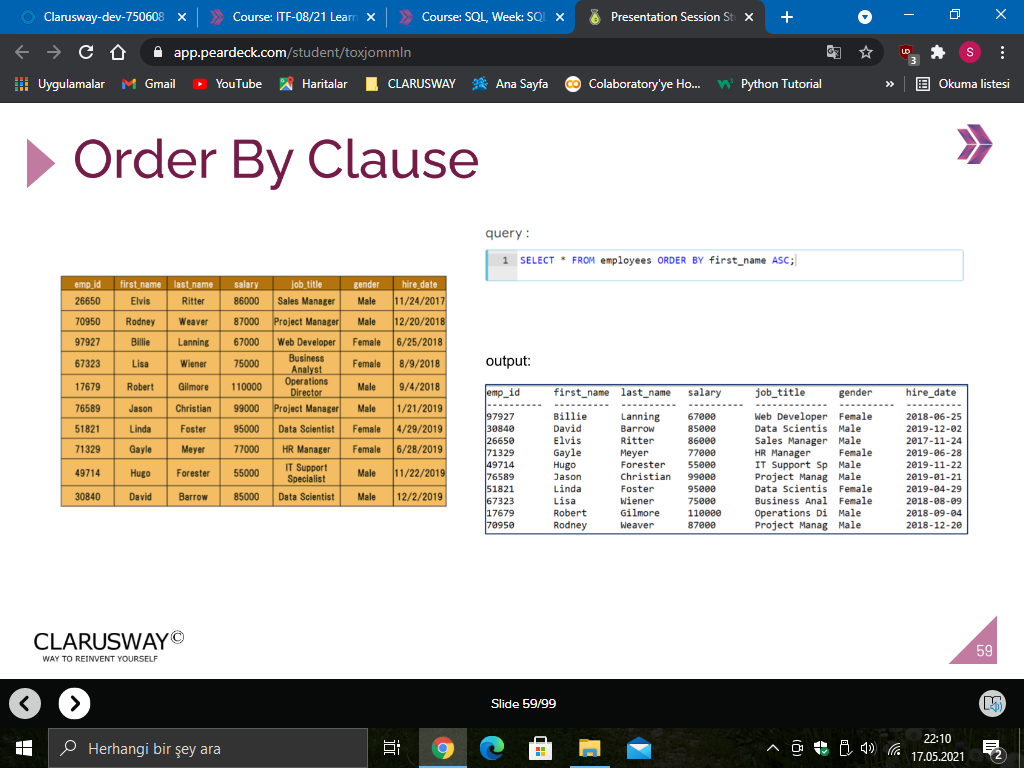 Clarusway-dev-750608
Course: ITF-08/21 Learn
Course: SQL, Week: SQL
Presentation Session St
app.peardeck.com/student/toxjommln
UD
3
S
Uygulamalar
Gmail
YouTube
Haritalar
CLARUSWAY
Ana Sayfa
Colaboratory'ye Ho...
Python Tutorial
»
Okuma listesi
Order By Clause
query :
1 SELECT * FROM employees ORDER BY first_name ASC;
emp_id first_name last_name salary job_title gender hire_date
26650 Elvis Ritter 86000 Sales Manager Male 11/24/2017
70950 Rodney Weaver 87000 Project Manager Male 12/20/2018
97927 Billie Lanning 67000 Web Developer Female 6/25/2018
67323 Lisa Wiener 75000 Business Analyst Female 8/9/2018
17679 Robert Gilmore 110000 Operations Director Male 9/4/2018
76589 Jason Christian 99000 Project Manager Male 1/21/2019
51821 Linda Foster 95000 Data Scientist Female 4/29/2019
71329 Gayle Meyer 77000 HR Manager Female 6/28/2019
49714 Hugo Forester 55000 IT Support Specialist Male 11/22/2019
30840 David Barrow 85000 Data Scientist Male 12/2/2019
output:
emp_id first_name last_name salary job_title gender hire_date
---------- ---------- ---------- ---------- ------------- ---------- ----------
97927 Billie Lanning 67000 Web Developer Female 2018-06-25
30840 David Barrow 85000 Data Scientis Male 2019-12-02
26650 Elvis Ritter 86000 Sales Manager Male 2017-11-24
71329 Gayle Meyer 77000 HR Manager Female 2019-06-28
49714 Hugo Forester 55000 IT Support Sp Male 2019-11-22
76589 Jason Christian 99000 Project Manag Male 2019-01-21
51821 Linda Foster 95000 Data Scientis Female 2019-04-29
67323 Lisa Wiener 75000 Business Anal Female 2018-08-09
17679 Robert Gilmore 110000 Operations Di Male 2018-09-04
70950 Rodney Weaver 87000 Project Manag Male 2018-12-20
CLARUSWAY©
WAY TO REINVENT YOURSELF
59
Slide 59/99
Herhangi bir şey ara
22:10
17.05.2021
2